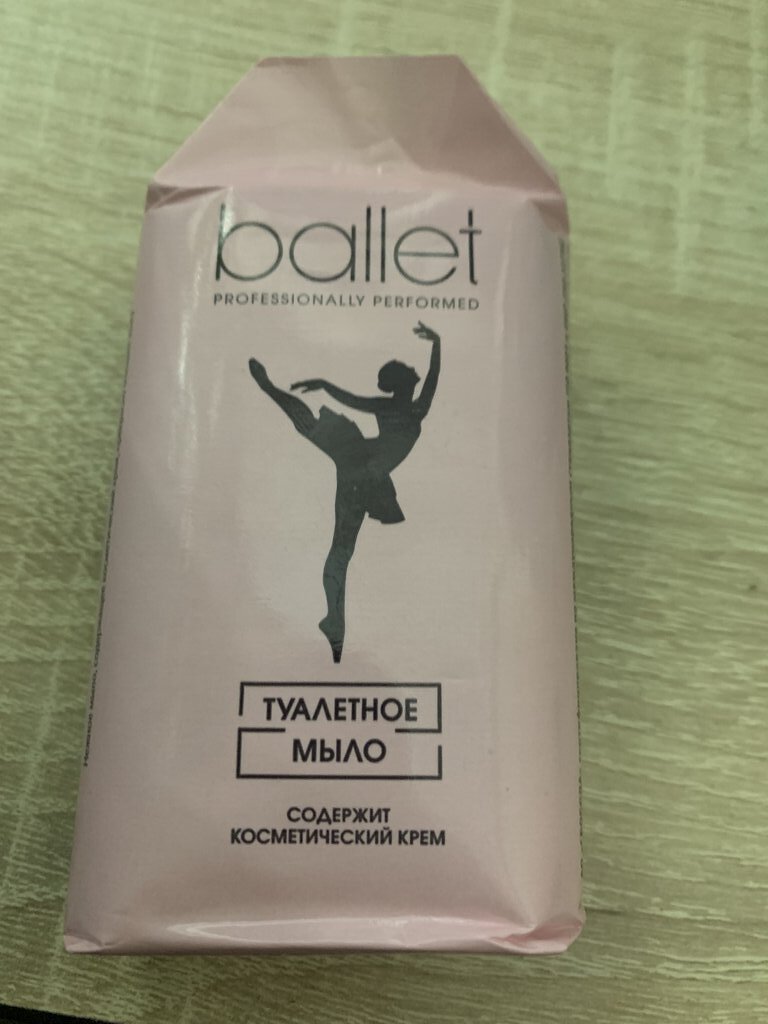 ballet
PROFESSIONALLY PERFORMED
ТУАЛЕТНОЕ
МЫЛО
СОДЕРЖИТ
КОСМЕТИЧЕСКИЙ КРЕМ